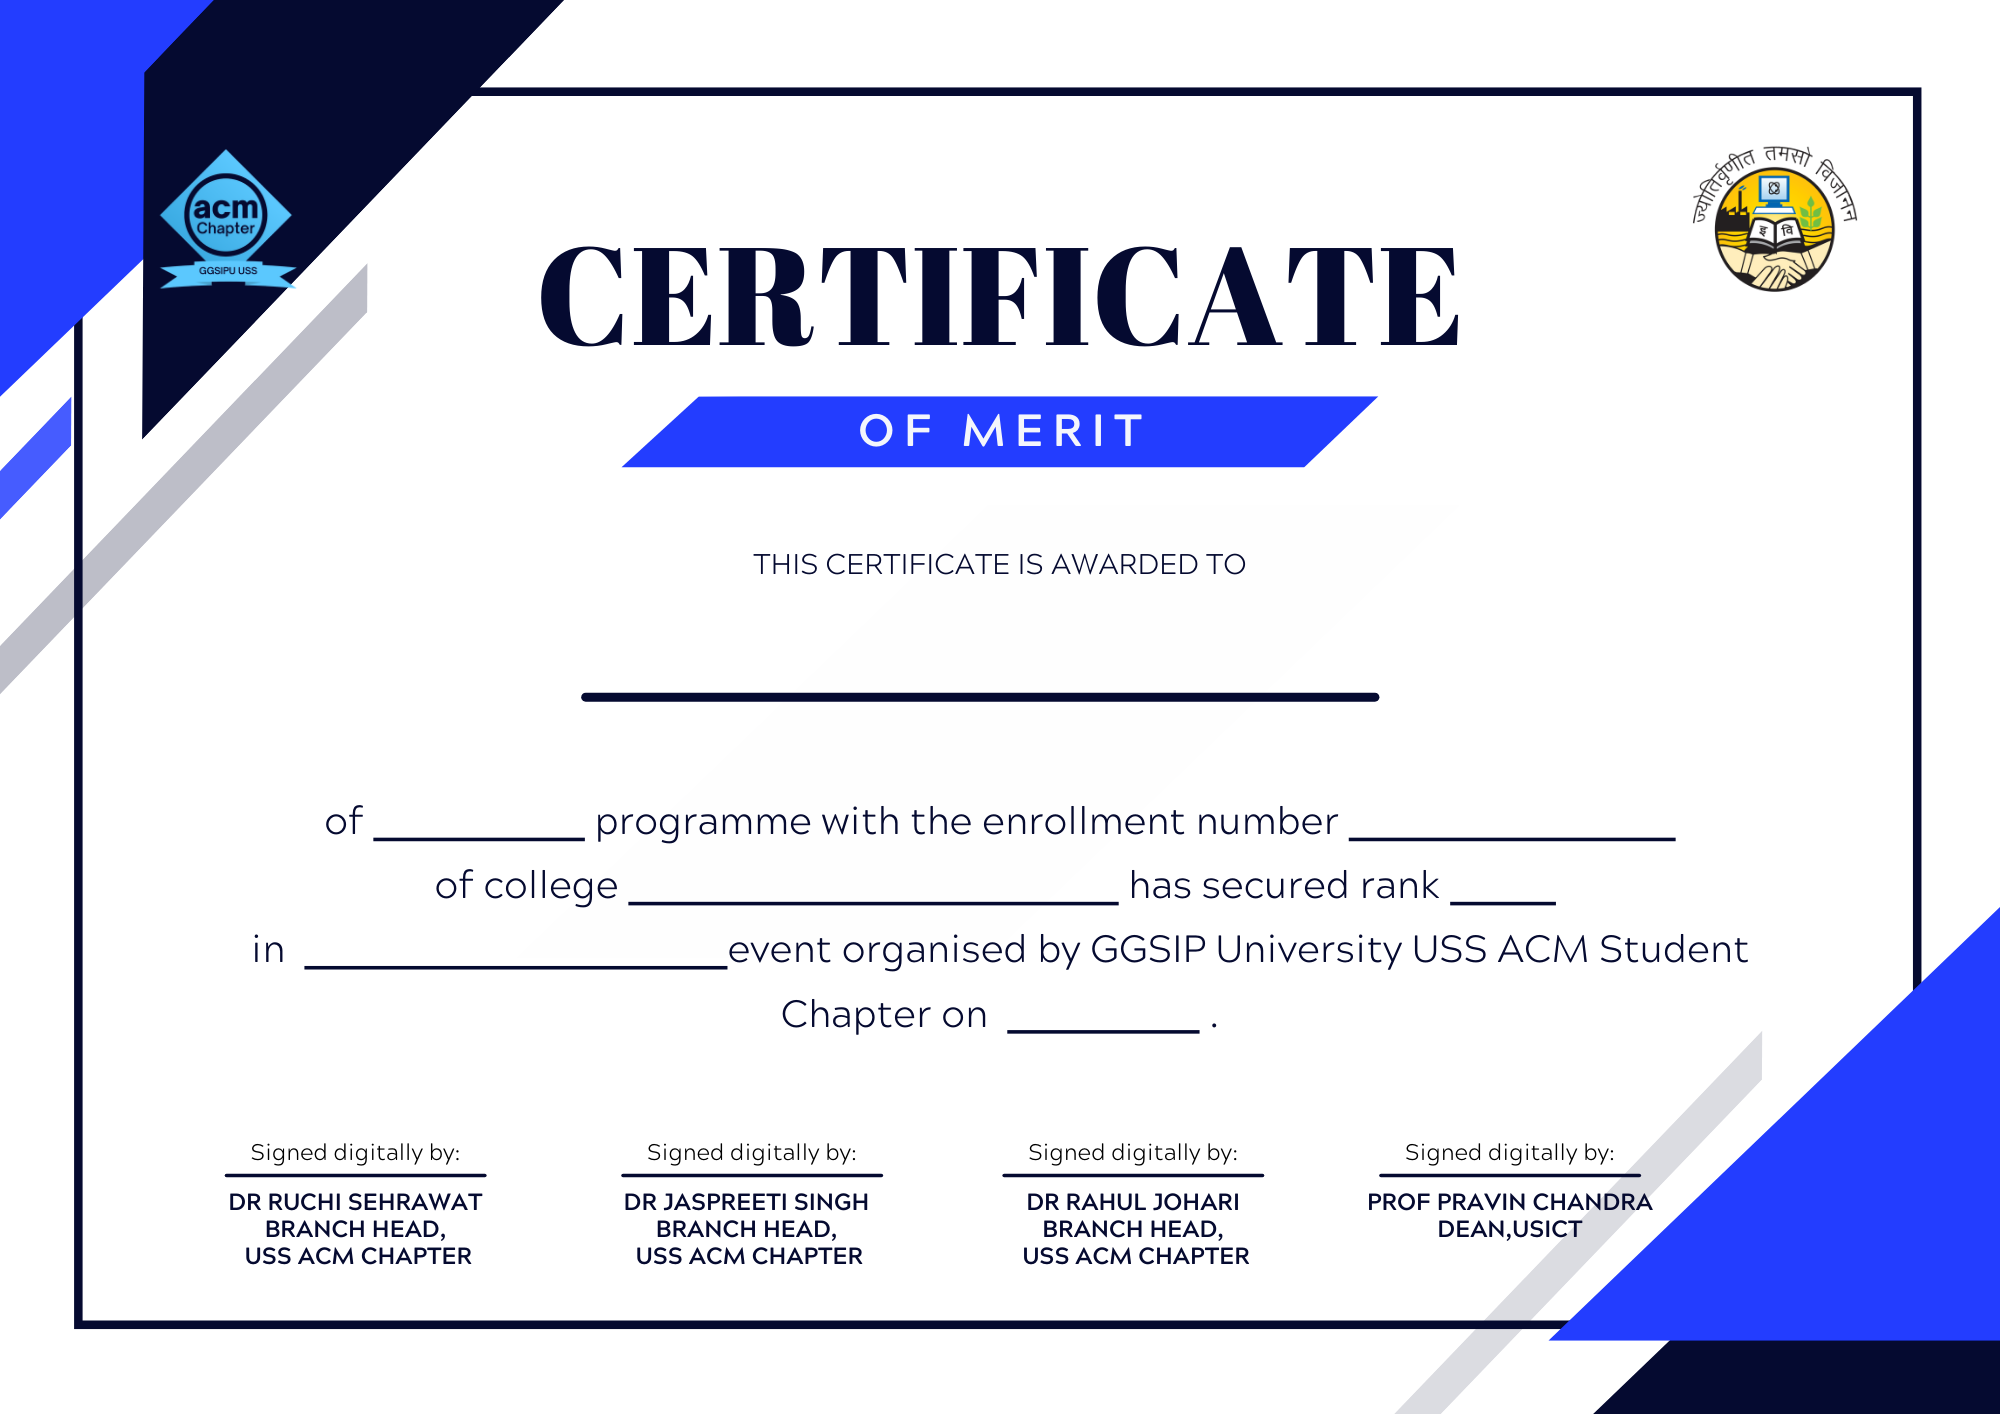 acm
Chapter
GGSIPU USS
ज्योतिर्वृणीत तमसो विजानन
इ वि
CERTIFICATE
OF MERIT
THIS CERTIFICATE IS AWARDED TO
of __________ programme with the enrollment number _______________
of college _______________________ has secured rank _____
in ____________________event organised by GGSIP University USS ACM Student
Chapter on _________ .
Signed digitally by:
DR RUCHI SEHRAWAT
BRANCH HEAD,
USS ACM CHAPTER
Signed digitally by:
DR JASPREETI SINGH
BRANCH HEAD,
USS ACM CHAPTER
Signed digitally by:
DR RAHUL JOHARI
BRANCH HEAD,
USS ACM CHAPTER
Signed digitally by:
PROF PRAVIN CHANDRA
DEAN,USICT